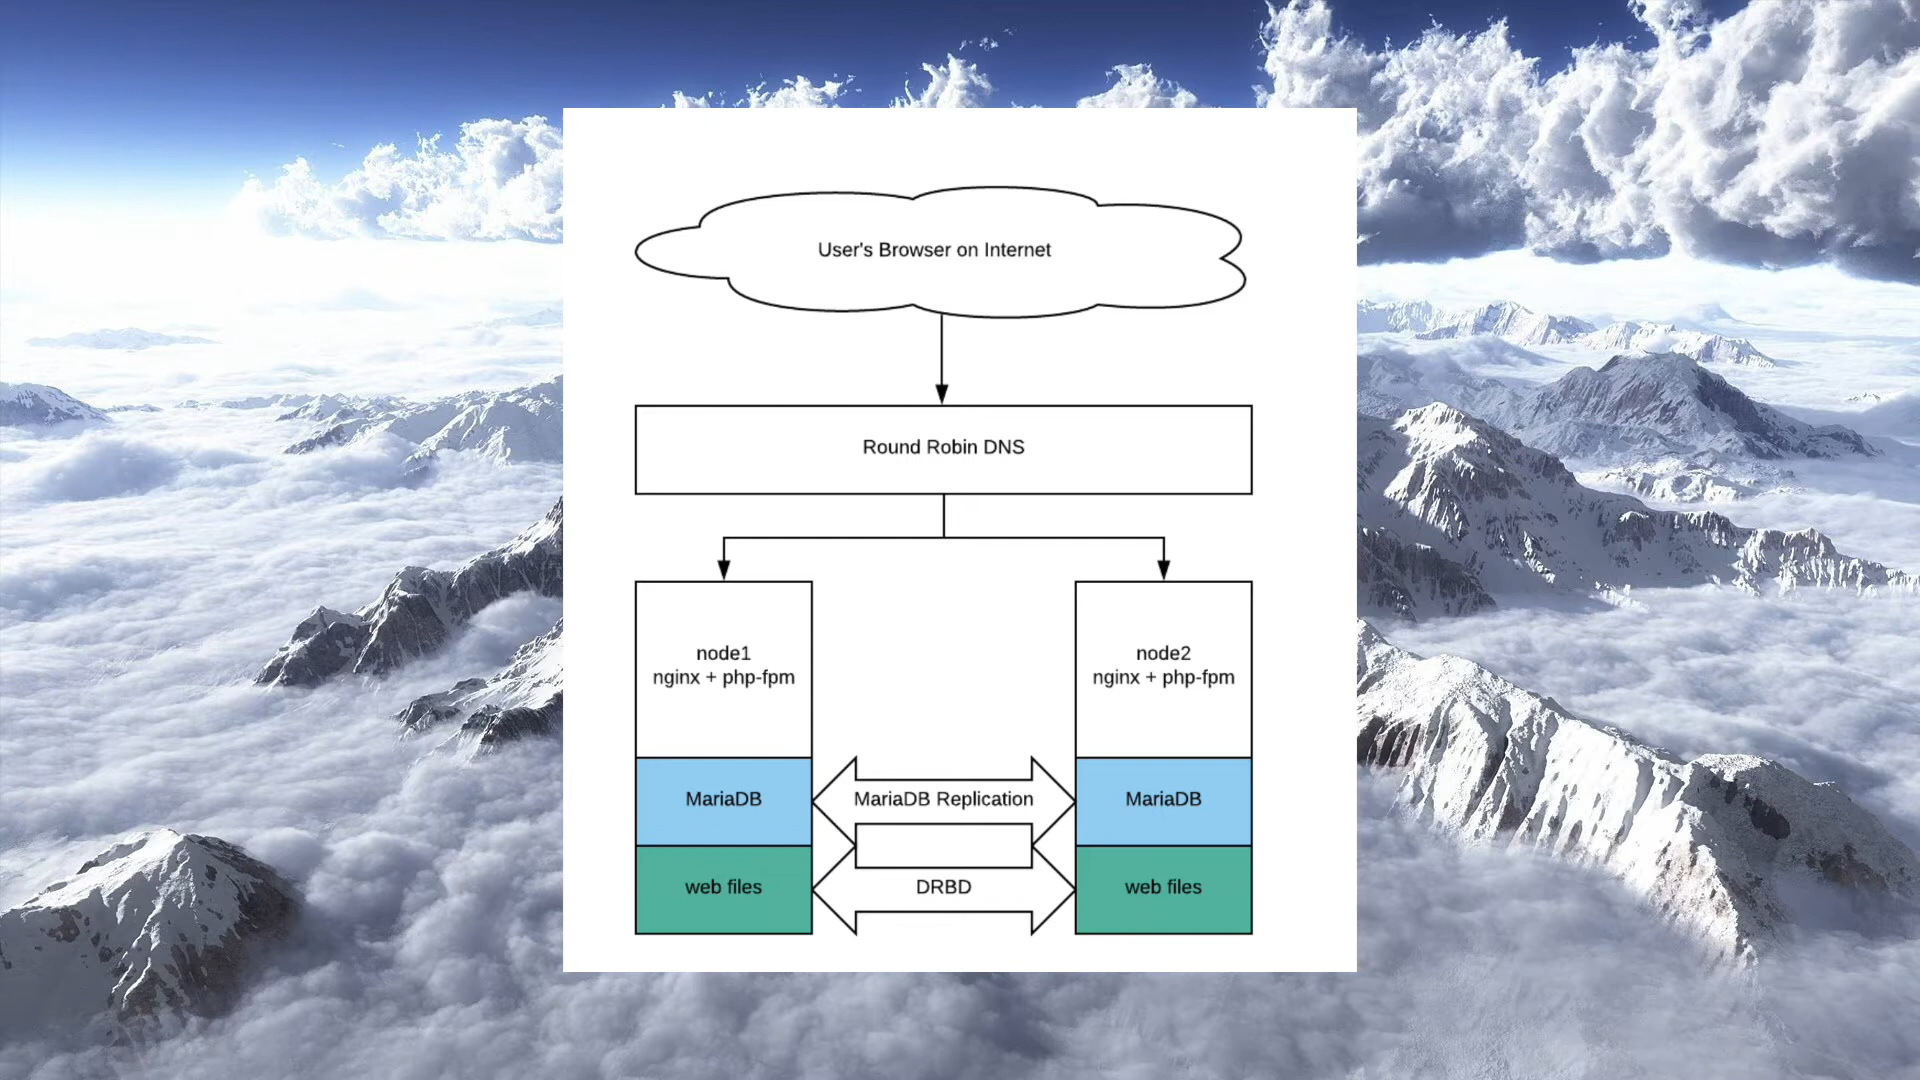 User's Browser on Internet
Round Robin DNS
node1
nginx + php-fpm
node2
nginx + php-fpm
MariaDB
MariaDB Replication
MariaDB
web files
DRBD
web files